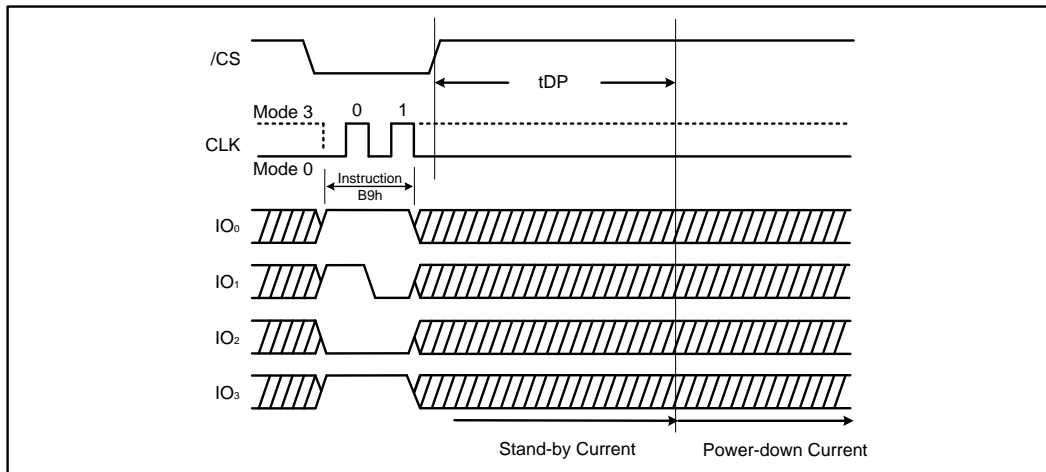 /CS
tDP
Mode 3
0
1
CLK
Mode 0
Instruction
B9h
IO₀
IO₁
IO₂
IO₃
Stand-by Current
Power-down Current